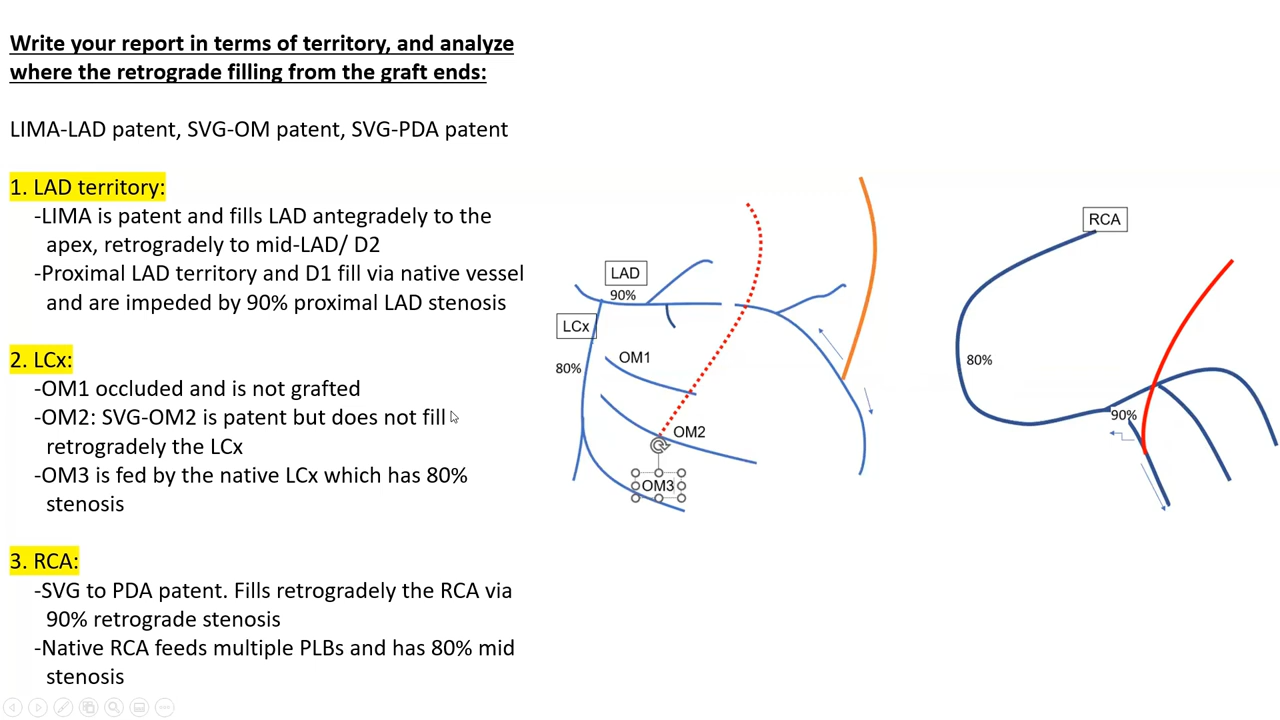 Write your report in terms of territory, and analyze
where the retrograde filling from the graft ends:
LIMA-LAD patent, SVG-OM patent, SVG-PDA patent
1. LAD territory:
-LIMA is patent and fills LAD antegradely to the
apex, retrogradely to mid-LAD/ D2
-Proximal LAD territory and D1 fill via native vessel
and are impeded by 90% proximal LAD stenosis
2. LCx:
-OM1 occluded and is not grafted
-OM2: SVG-OM2 is patent but does not fill
retrogradely the LCx
-OM3 is fed by the native LCx which has 80%
stenosis
3. RCA:
-SVG to PDA patent. Fills retrogradely the RCA via
90% retrograde stenosis
-Native RCA feeds multiple PLBs and has 80% mid
stenosis
LAD
90%
LCx
80%
OM1
OM2
OM3
RCA
80%
90%